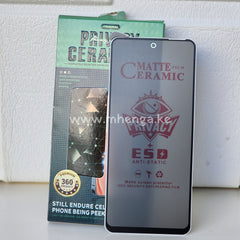 PRIVACY
CERAMIC
MATTE FILM
CERAMIC
PRIVACY
+
ESD
ANTI-STATIC
www.mhenga.ke
PREMIUM
360
STILL ENDURE CEL
PHONE BEING PEEK